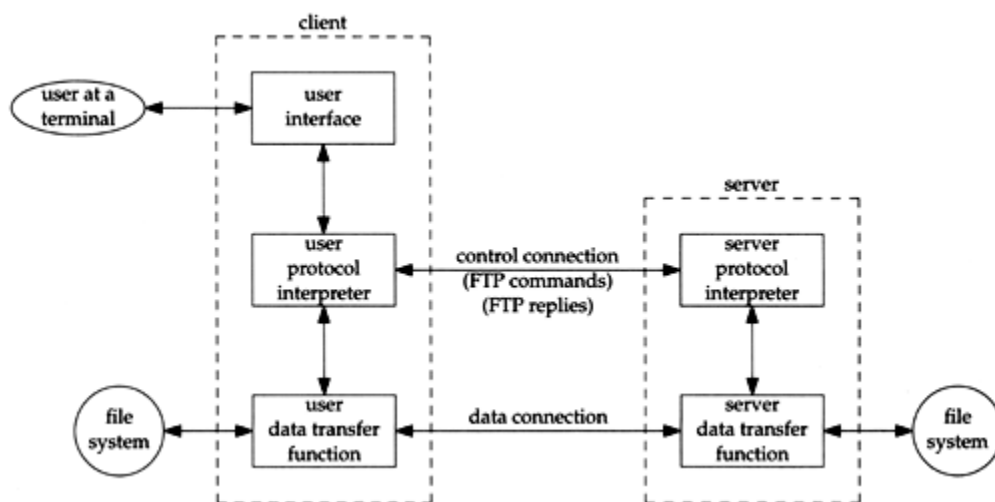 client
user at a
terminal
user
interface
server
user
protocol
interpreter
control connection
(FTP commands)
(FTP replies)
server
protocol
interpreter
file
system
user
data transfer
function
data connection
server
data transfer
function
file
system